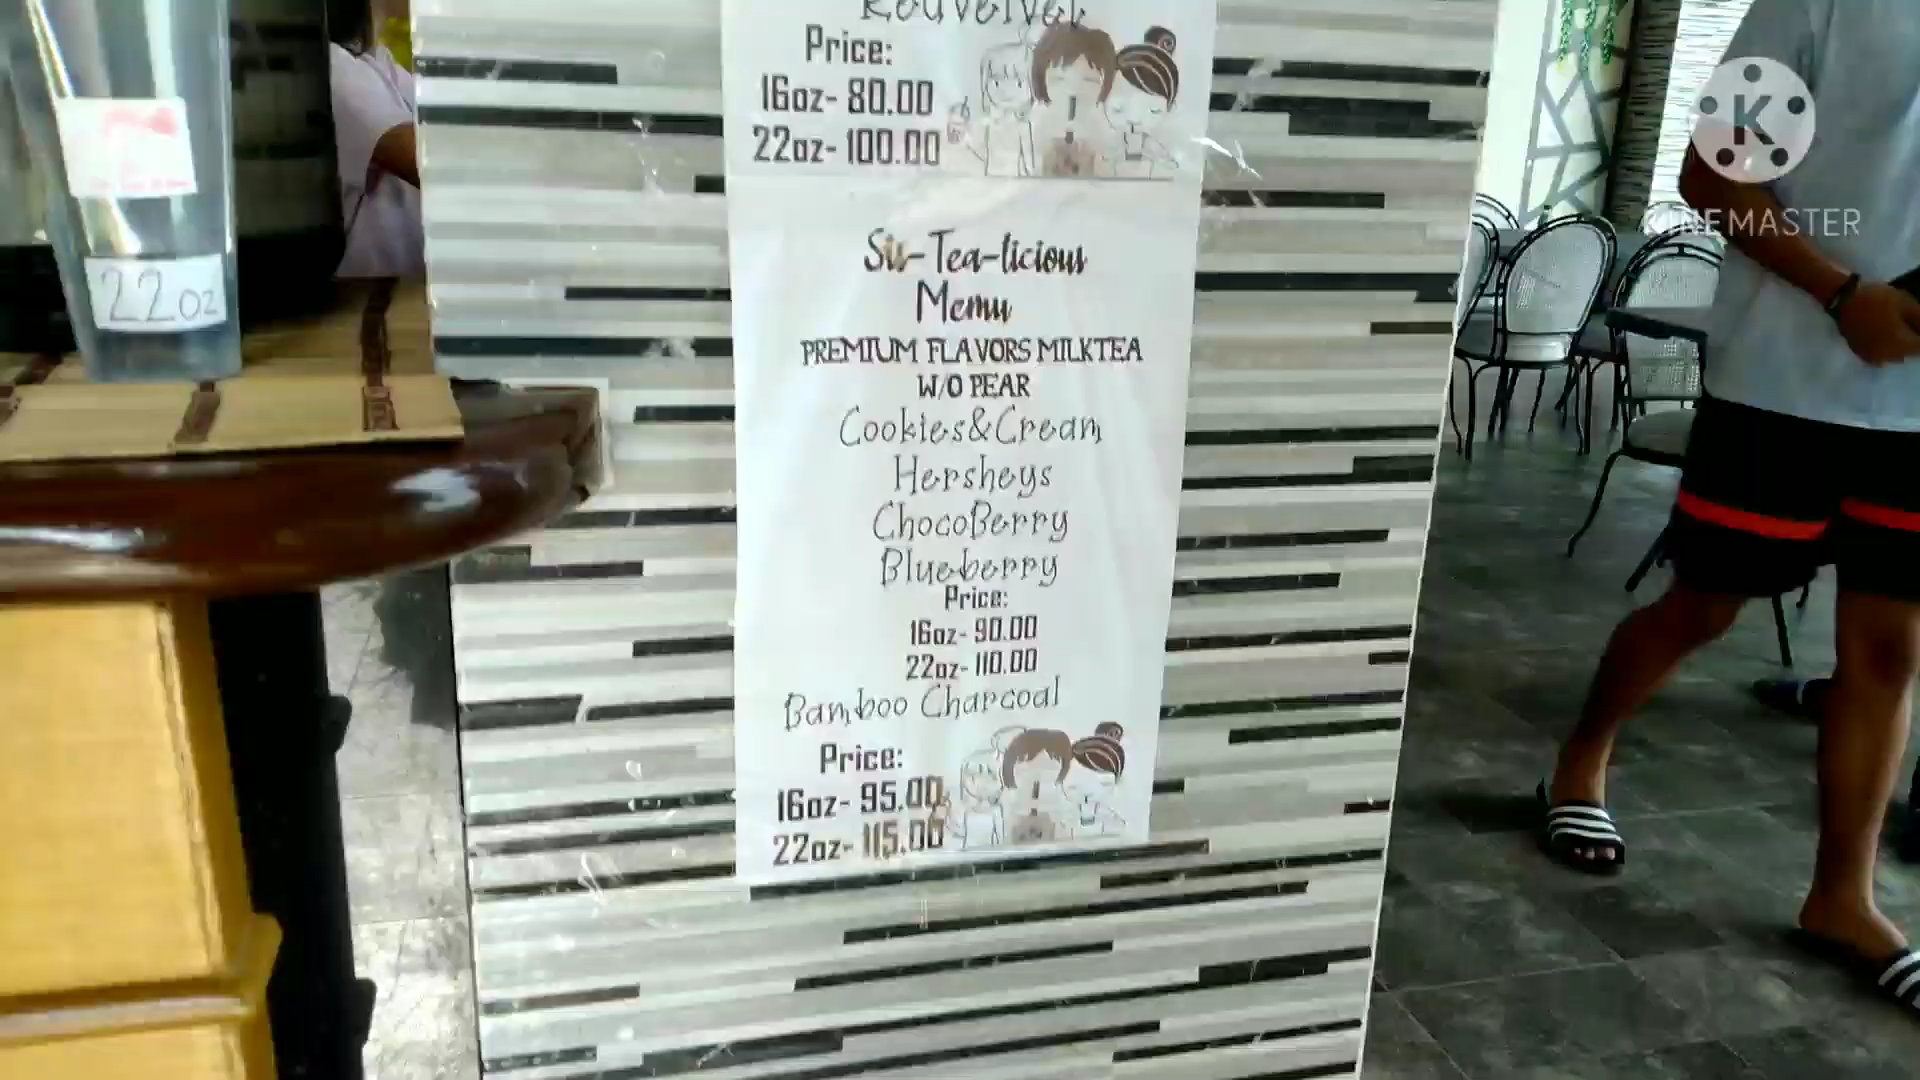 Redvelvet
Price:
16oz- 80.00
22oz- 100.00
Sis-Tea-licious
Menu
PREMIUM FLAVORS MILKTEA
W/O PEAR
Cookies&Cream
Hersheys
ChocoBerry
Blueberry
Price:
16oz- 90.00
22oz- 110.00
Bamboo Charcoal
Price:
16oz- 95.00
22oz- 115.00
22oz
K
KINEMASTER